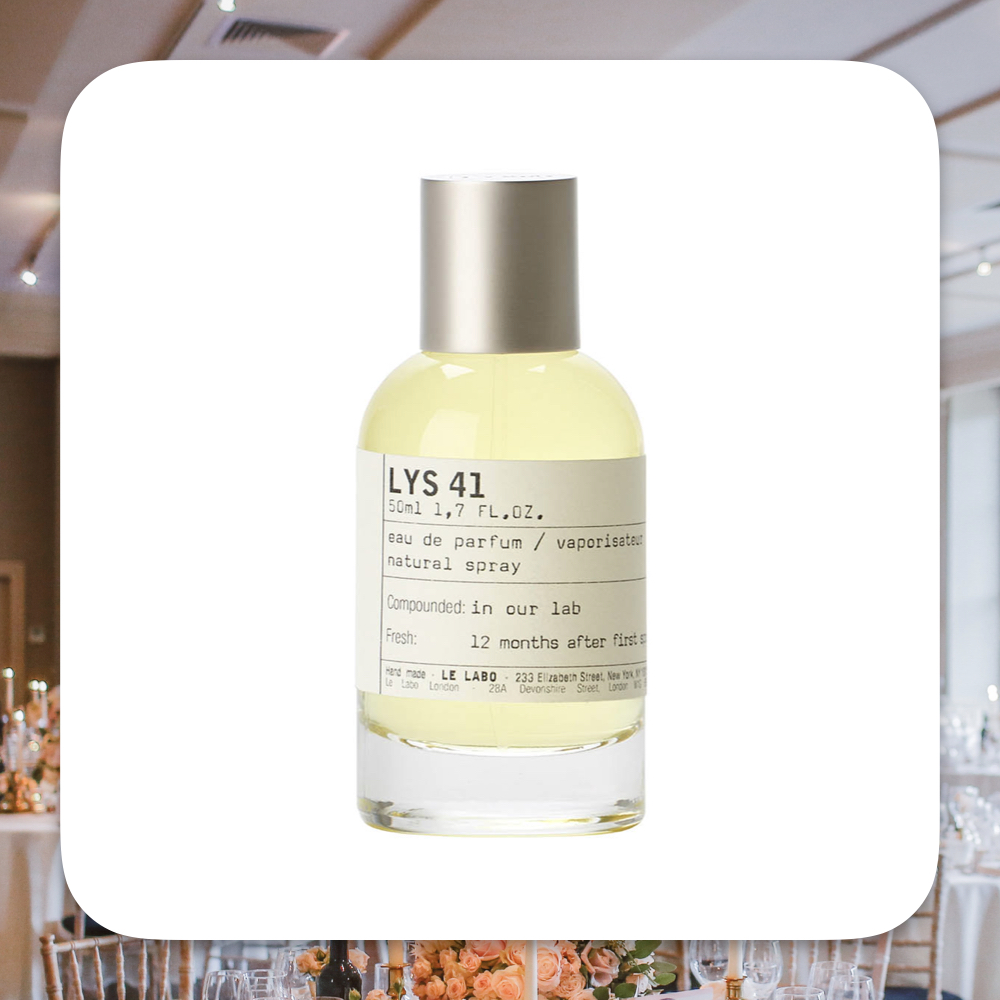 LYS 41
50ml 1,7 FL.OZ.
eau de parfum / vaporisateur
natural spray
Compounded: in our lab
Fresh: 12 months after first
Hand made - LE LABO - 233 Elizabeth Street, New York, NY
Le Labo London - 28A Devonshire Street, London